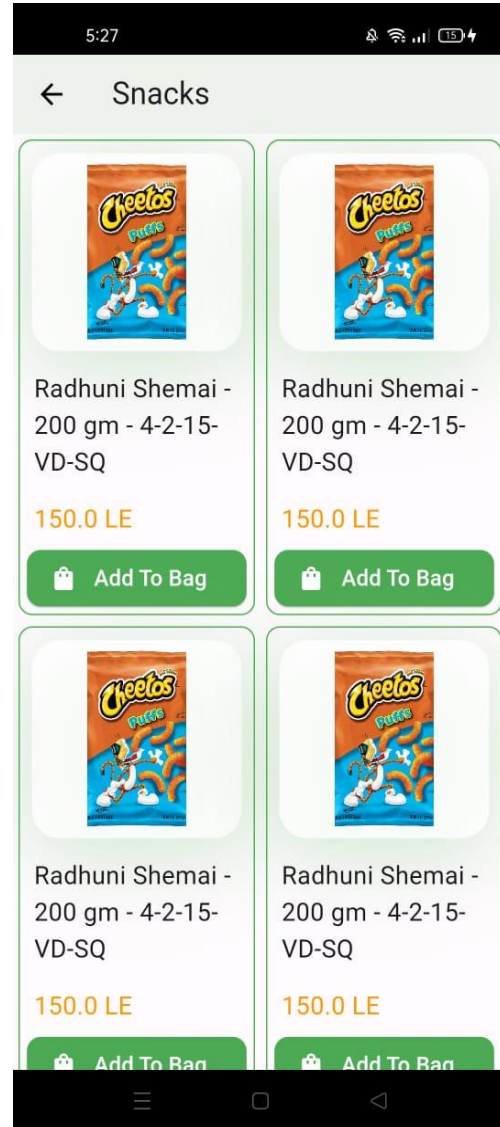 5:27
15
Snacks
Cheetos
Puffs
Cheetos
Puffs
Radhuni Shemai -
200 gm - 4-2-15-
VD-SQ
150.0 LE
Add To Bag
Radhuni Shemai -
200 gm - 4-2-15-
VD-SQ
150.0 LE
Add To Bag
Cheetos
Puffs
Cheetos
Puffs
Radhuni Shemai -
200 gm - 4-2-15-
VD-SQ
150.0 LE
Add To Bag
Radhuni Shemai -
200 gm - 4-2-15-
VD-SQ
150.0 LE
Add To Bag